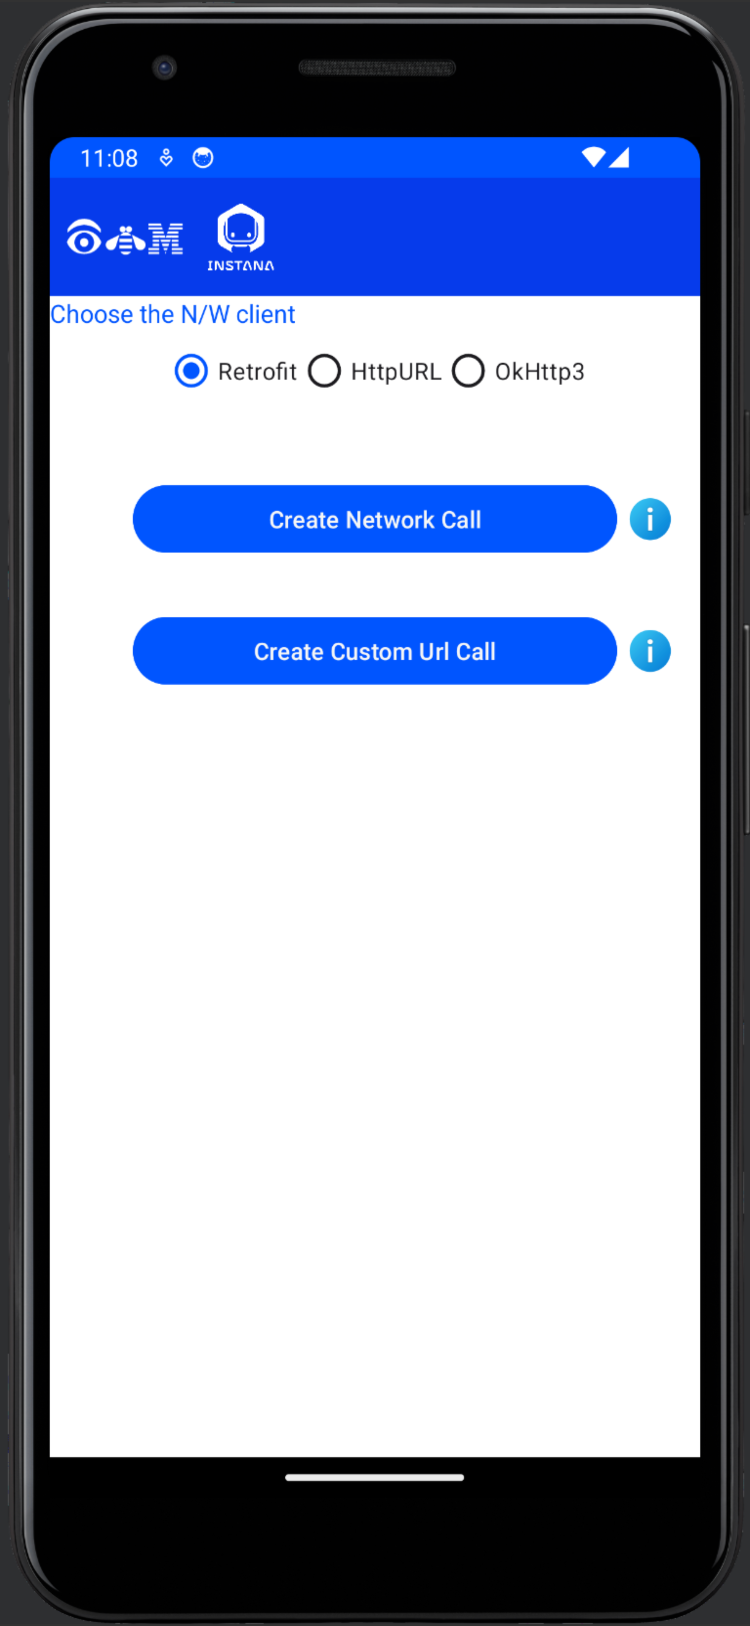 11:08
M INSTANA
Choose the N/W client
Retrofit HttpURL OkHttp3
Create Network Call i
Create Custom Url Call i